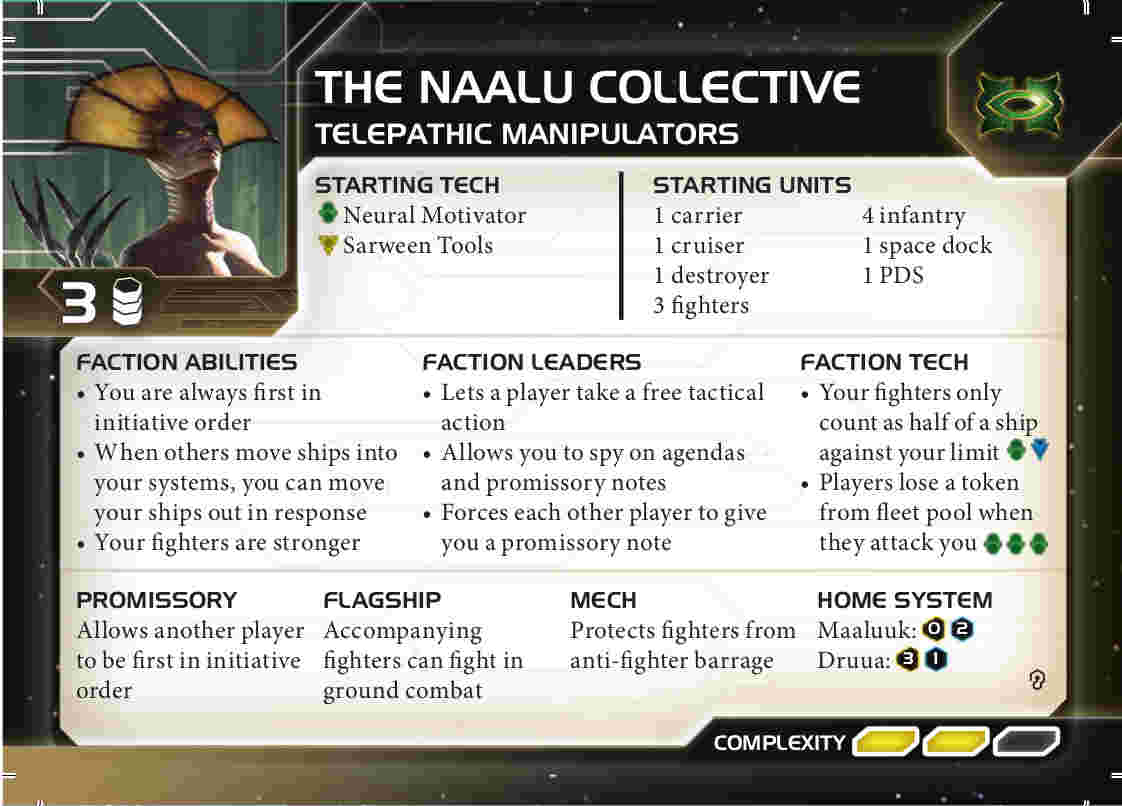 THE NAALU COLLECTIVE
TELEPATHIC MANIPULATORS
3
STARTING TECH
Neural Motivator
Sarween Tools
STARTING UNITS
1 carrier
1 cruiser
1 destroyer
3 fighters
4 infantry
1 space dock
1 PDS
FACTION ABILITIES
• You are always first in
initiative order
• When others move ships into
your systems, you can move
your ships out in response
• Your fighters are stronger
FACTION LEADERS
• Lets a player take a free tactical
action
• Allows you to spy on agendas
and promissory notes
• Forces each other player to give
you a promissory note
FACTION TECH
• Your fighters only
count as half of a ship
against your limit
• Players lose a token
from fleet pool when
they attack you
PROMISSORY
Allows another player
to be first in initiative
order
FLAGSHIP
Accompanying
fighters can fight in
ground combat
MECH
Protects fighters from
anti-fighter barrage
HOME SYSTEM
Maaluuk: 0 2
Druua: 3 1
COMPLEXITY